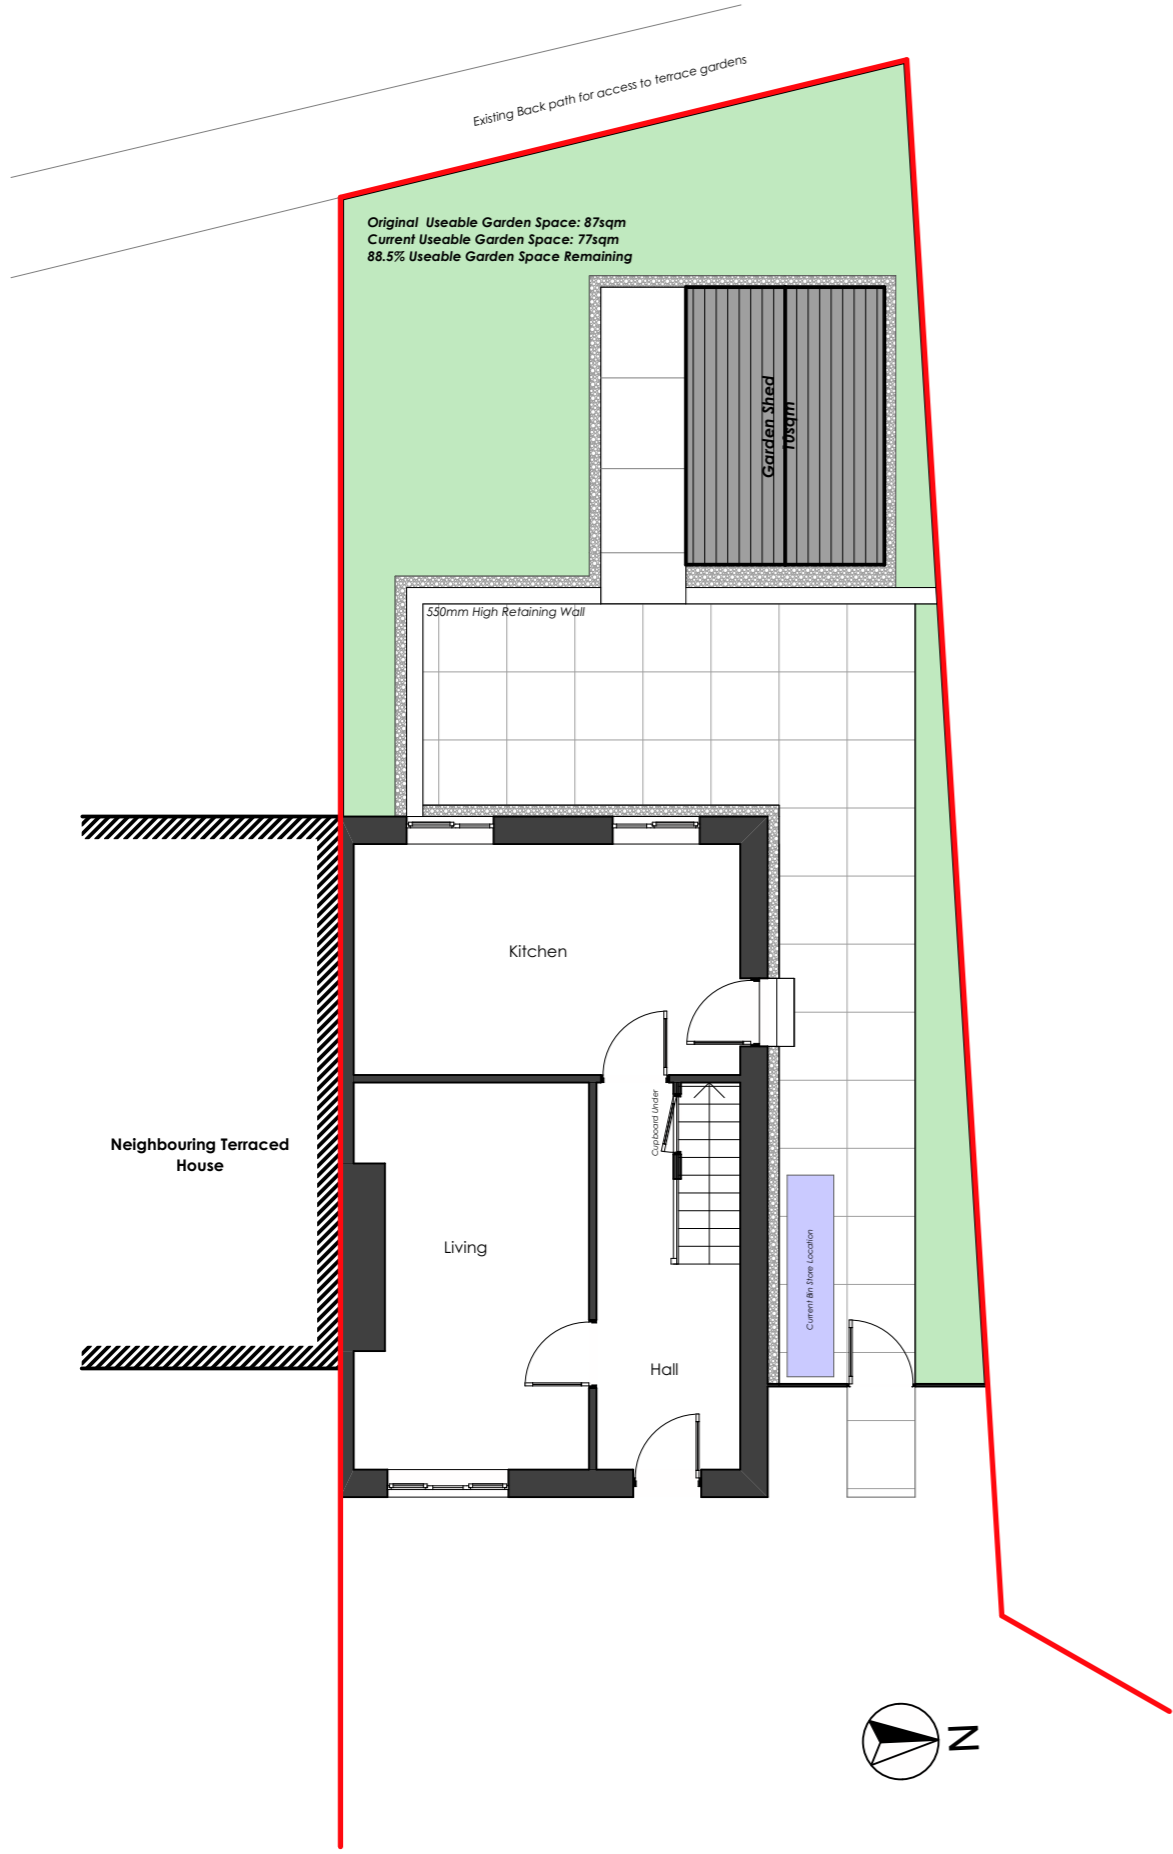 Existing Back path for access to terrace gardens
Original Useable Garden Space: 87sqm
Current Useable Garden Space: 77sqm
88.5% Useable Garden Space Remaining
Garden Shed
10sqm
550mm High Retaining Wall
Kitchen
Cupboard Under
Neighbouring Terraced
House
Living
Current Bin Store Location
Hall
N